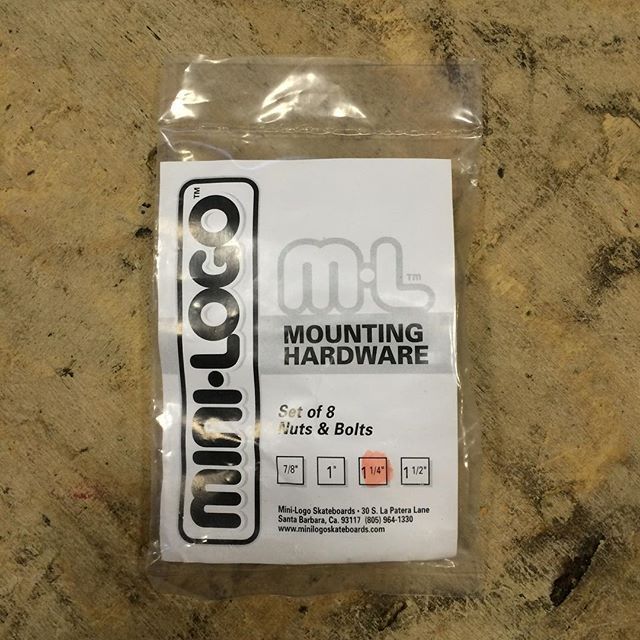 MINI·LOGO™
m·L™
MOUNTING
HARDWARE
Set of 8
Nuts & Bolts
7/8" 1" 1 1/4" 1 1/2"
Mini-Logo Skateboards • 30 S. La Patera Lane
Santa Barbara, Ca. 93117 (805) 964-1330
www.minilogoskateboards.com